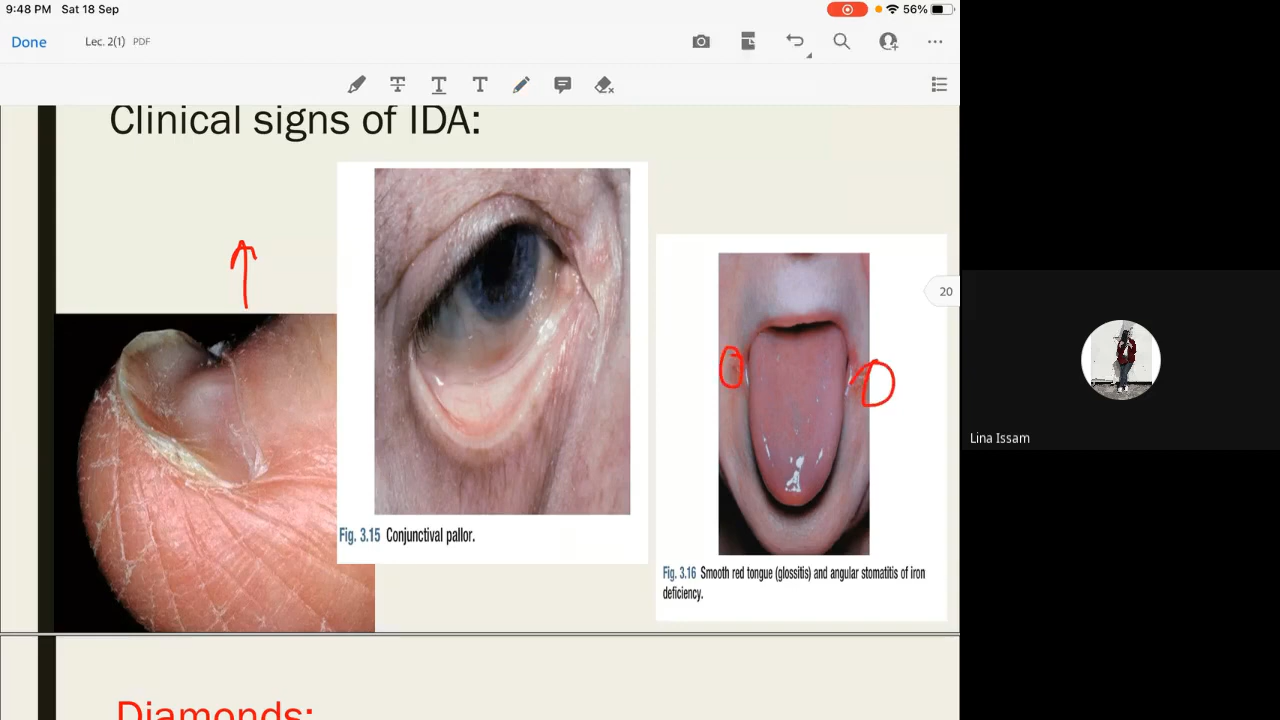 9:48 PM Sat 18 Sep
56%
Done
Lec. 2(1) PDF
T T T
Clinical signs of IDA:
20
Fig. 3.15 Conjunctival pallor.
Fig. 3.16 Smooth red tongue (glossitis) and angular stomatitis of iron
deficiency.
Lina Issam
Diamonds: